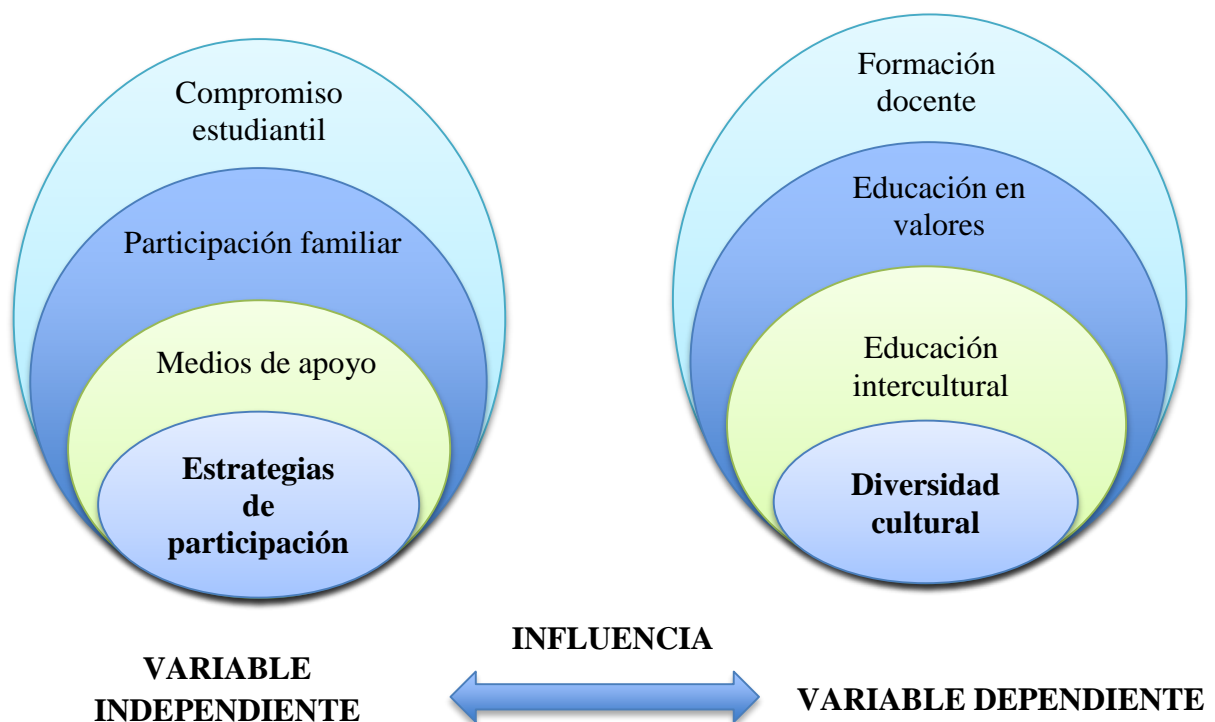 Compromiso
estudiantil
Participación familiar
Medios de apoyo
Estrategias
de
participación
Formación
docente
Educación en
valores
Educación
intercultural
Diversidad
cultural
INFLUENCIA
VARIABLE
INDEPENDIENTE
VARIABLE DEPENDIENTE